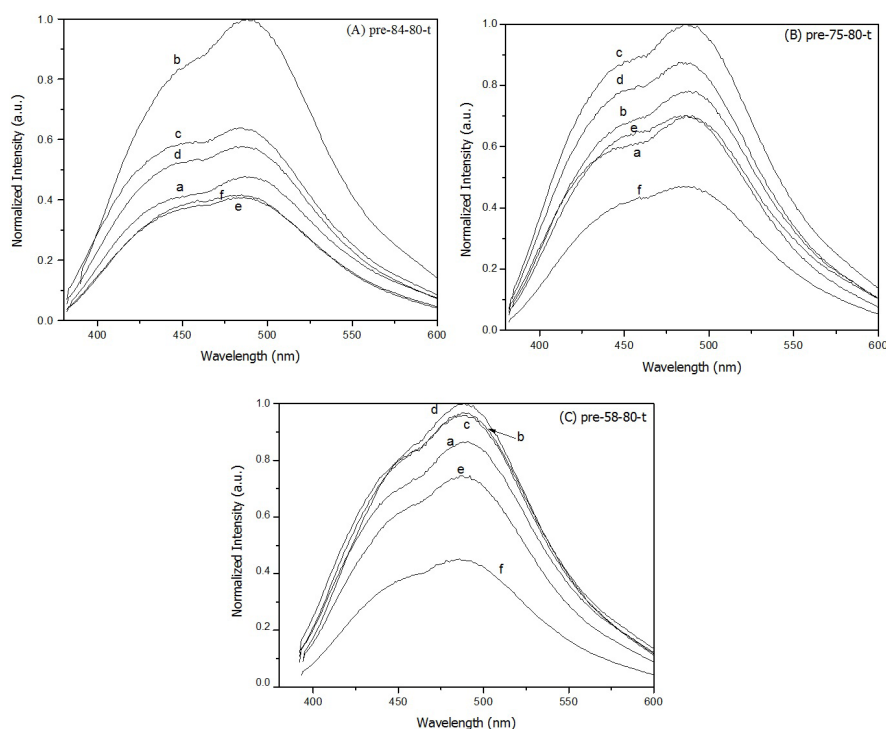 (A) pre-84-80-t
b
c
d
a
f
e
1.0
0.8
0.6
0.4
0.2
0.0
400
450
500
550
600
Normalized Intensity (a.u.)
Wavelength (nm)
(B) pre-75-80-t
c
d
b
e
a
f
1.0
0.8
0.6
0.4
0.2
0.0
400
450
500
550
600
Normalized Intensity (a.u.)
Wavelength (nm)
(C) pre-58-80-t
d
c
b
a
e
f
1.0
0.8
0.6
0.4
0.2
0.0
400
450
500
550
600
Normalized Intensity (a.u.)
Wavelength (nm)